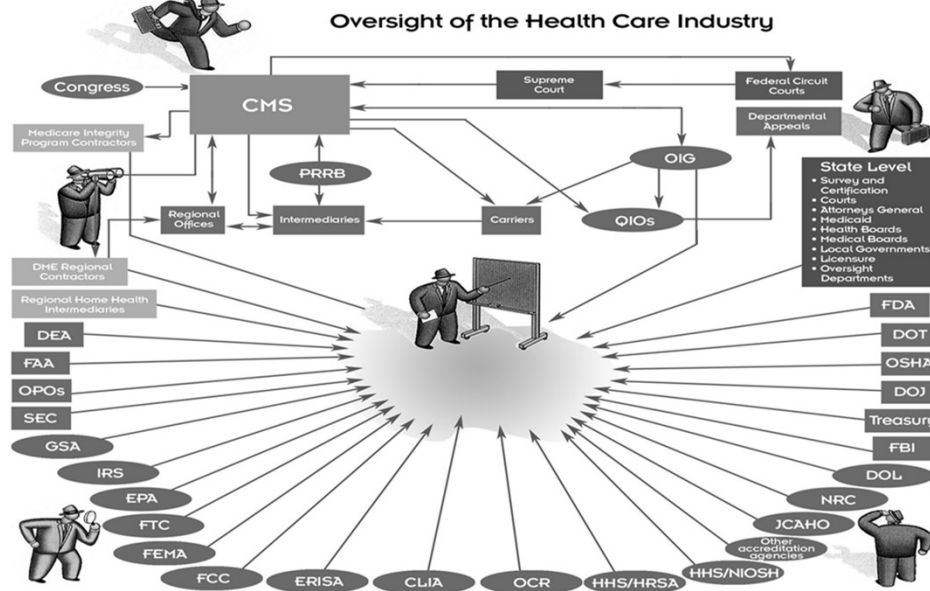 Oversight of the Health Care Industry
Congress
CMS
Supreme
Court
Federal Circuit
Courts
Departmental
Appeals
Medicare Integrity
Program Contractors
PRRB
OIG
Regional
Offices
Intermediaries
Carriers
QIOs
State Level
• Survey and
Certification
• Courts
• Attorneys General
• Medicaid
• Health Boards
• Medical Boards
• Local Governments
• Licensure
• Oversight
Departments
DME Regional
Contractors
Regional Home Health
Intermediaries
DEA
FAA
OPOs
SEC
GSA
IRS
EPA
FTC
FEMA
FCC
ERISA
CLIA
OCR
HHS/HRSA
HHS/NIOSH
Other
accreditation
agencies
JCAHO
NRC
DOL
FBI
Treasury
DOJ
OSHA
DOT
FDA